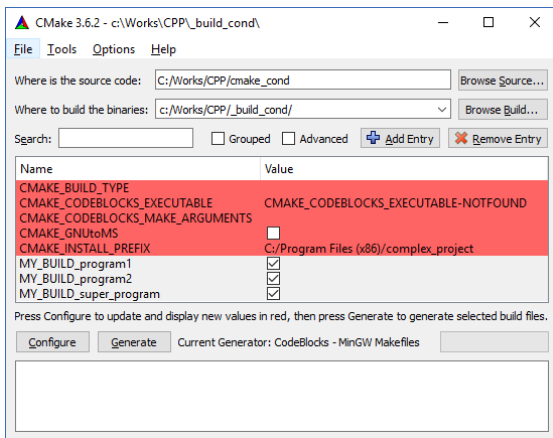 CMake 3.6.2 - c:\Works\CPP\_build_cond\
File Tools Options Help
Where is the source code: C:/Works/CPP/cmake_cond Browse Source...
Where to build the binaries: c:/Works/CPP/_build_cond/ Browse Build...
Search: Grouped Advanced Add Entry Remove Entry
Name Value
CMAKE_BUILD_TYPE
CMAKE_CODEBLOCKS_EXECUTABLE CMAKE_CODEBLOCKS_EXECUTABLE-NOTFOUND
CMAKE_CODEBLOCKS_MAKE_ARGUMENTS
CMAKE_GNUtoMS
CMAKE_INSTALL_PREFIX C:/Program Files (x86)/complex_project
MY_BUILD_program1
MY_BUILD_program2
MY_BUILD_super_program
Press Configure to update and display new values in red, then press Generate to generate selected build files.
Configure Generate Current Generator: CodeBlocks - MinGW Makefiles